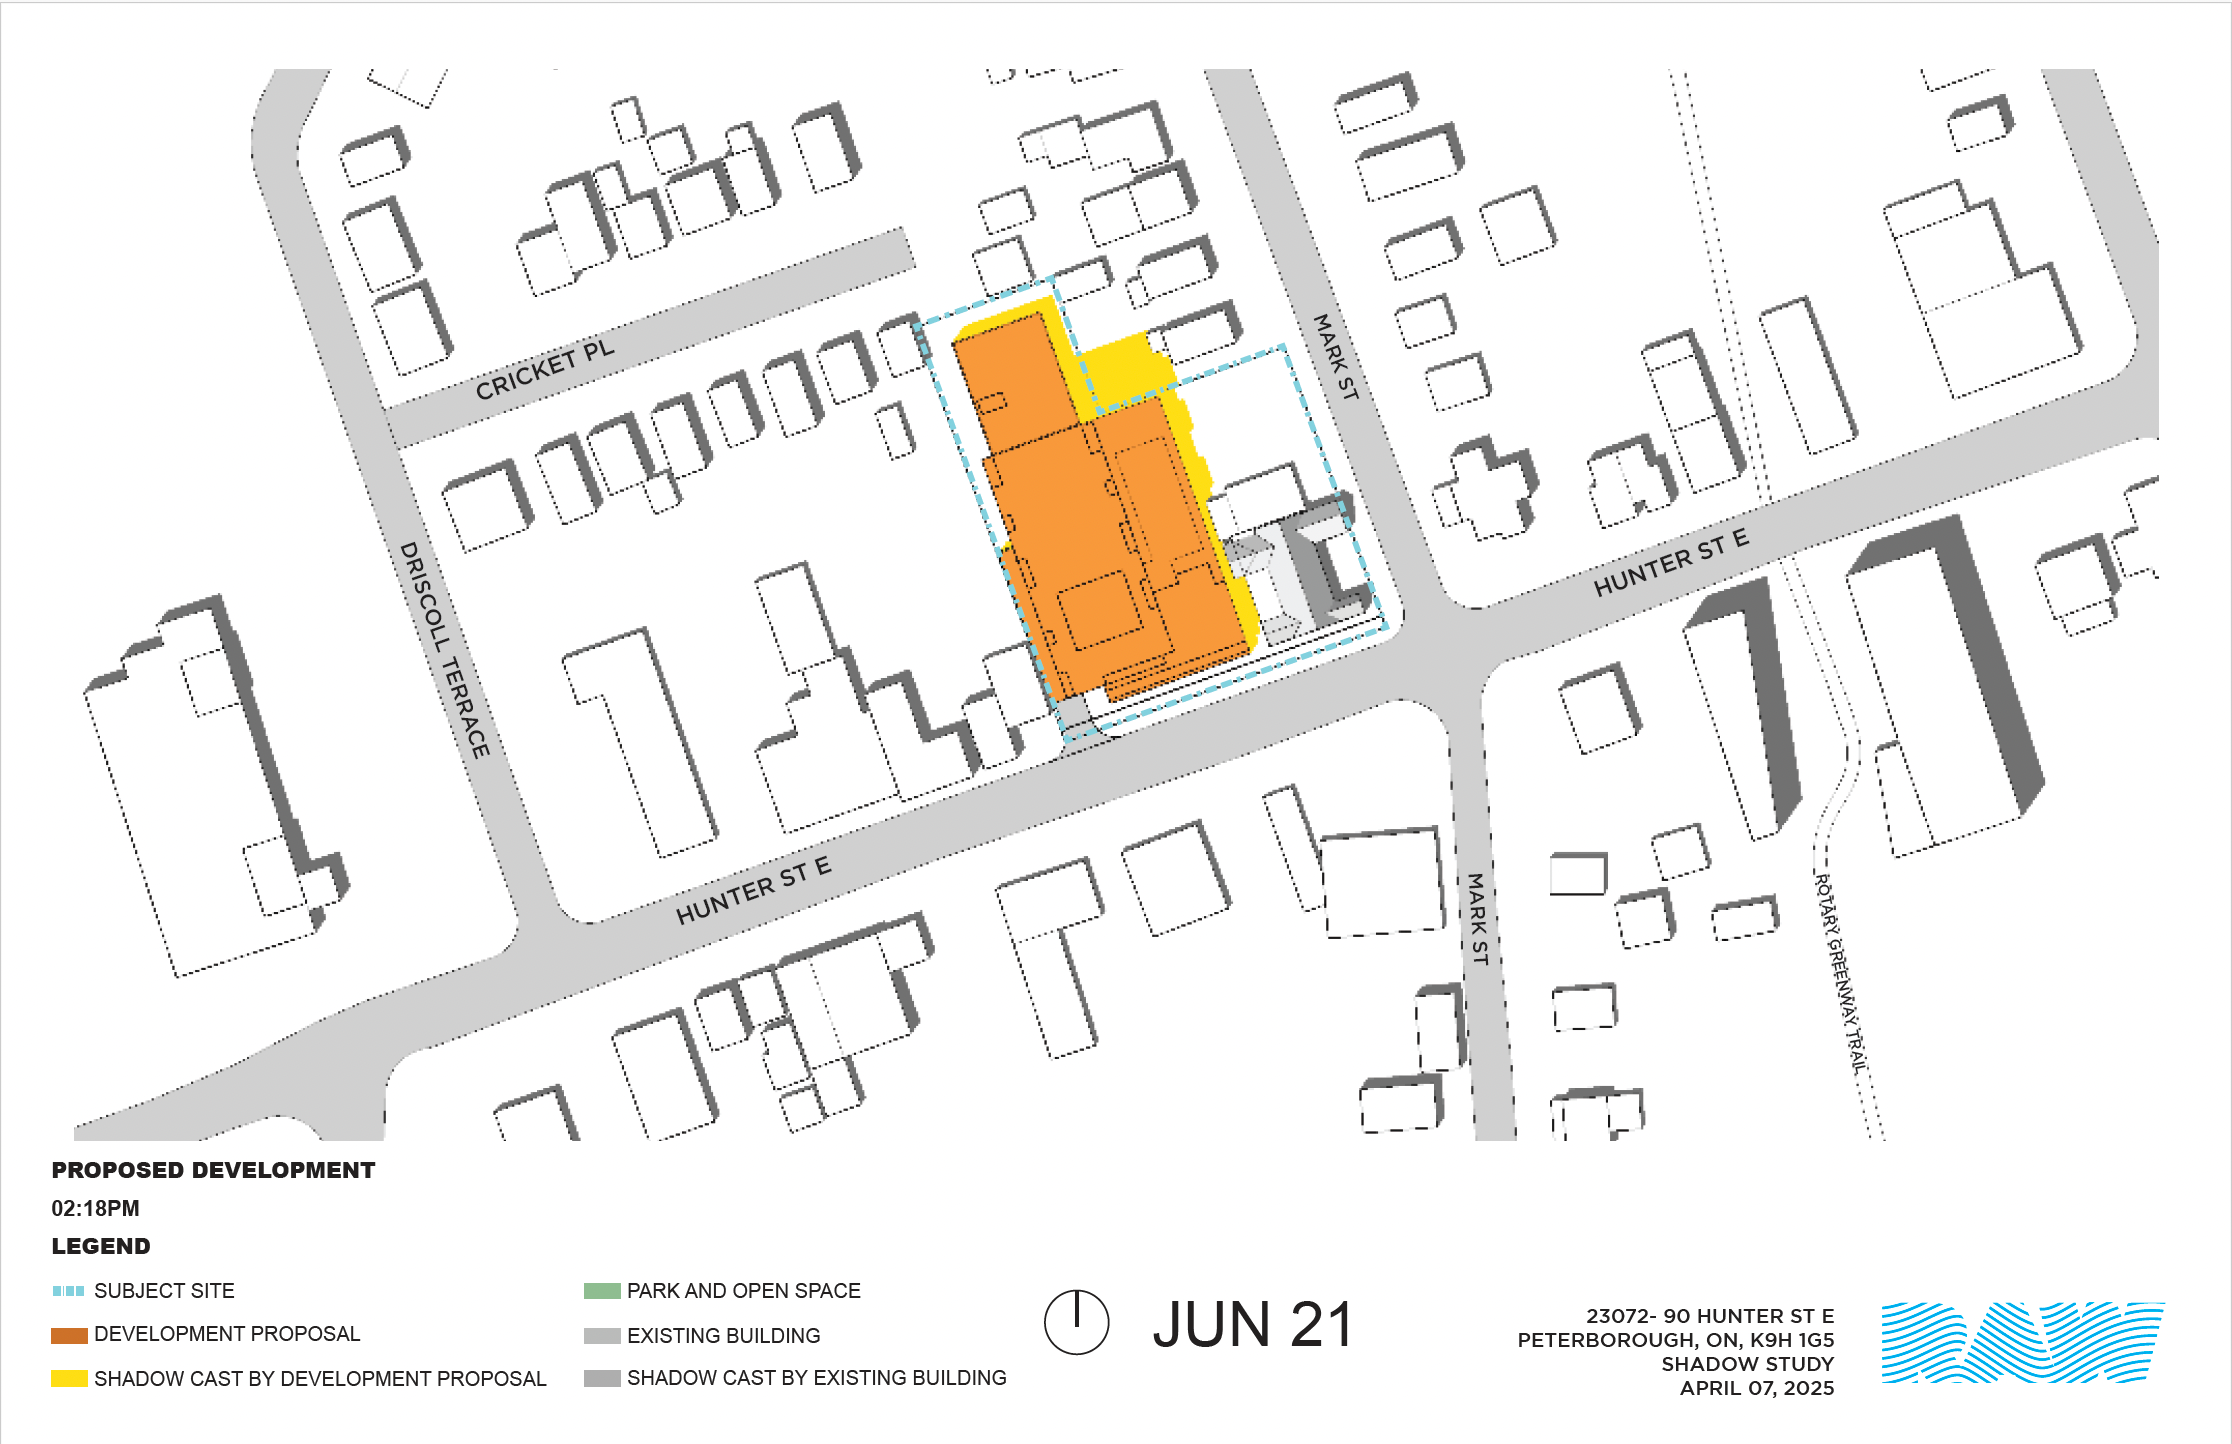 CRICKET PL
MARK ST
DRISCOLL TERRACE
HUNTER ST E
HUNTER ST E
MARK ST
ROTARY GREENWAY TRAIL
PROPOSED DEVELOPMENT
02:18PM
LEGEND
SUBJECT SITE
DEVELOPMENT PROPOSAL
SHADOW CAST BY DEVELOPMENT PROPOSAL
PARK AND OPEN SPACE
EXISTING BUILDING
SHADOW CAST BY EXISTING BUILDING
JUN 21
23072- 90 HUNTER ST E
PETERBOROUGH, ON, K9H 1G5
SHADOW STUDY
APRIL 07, 2025